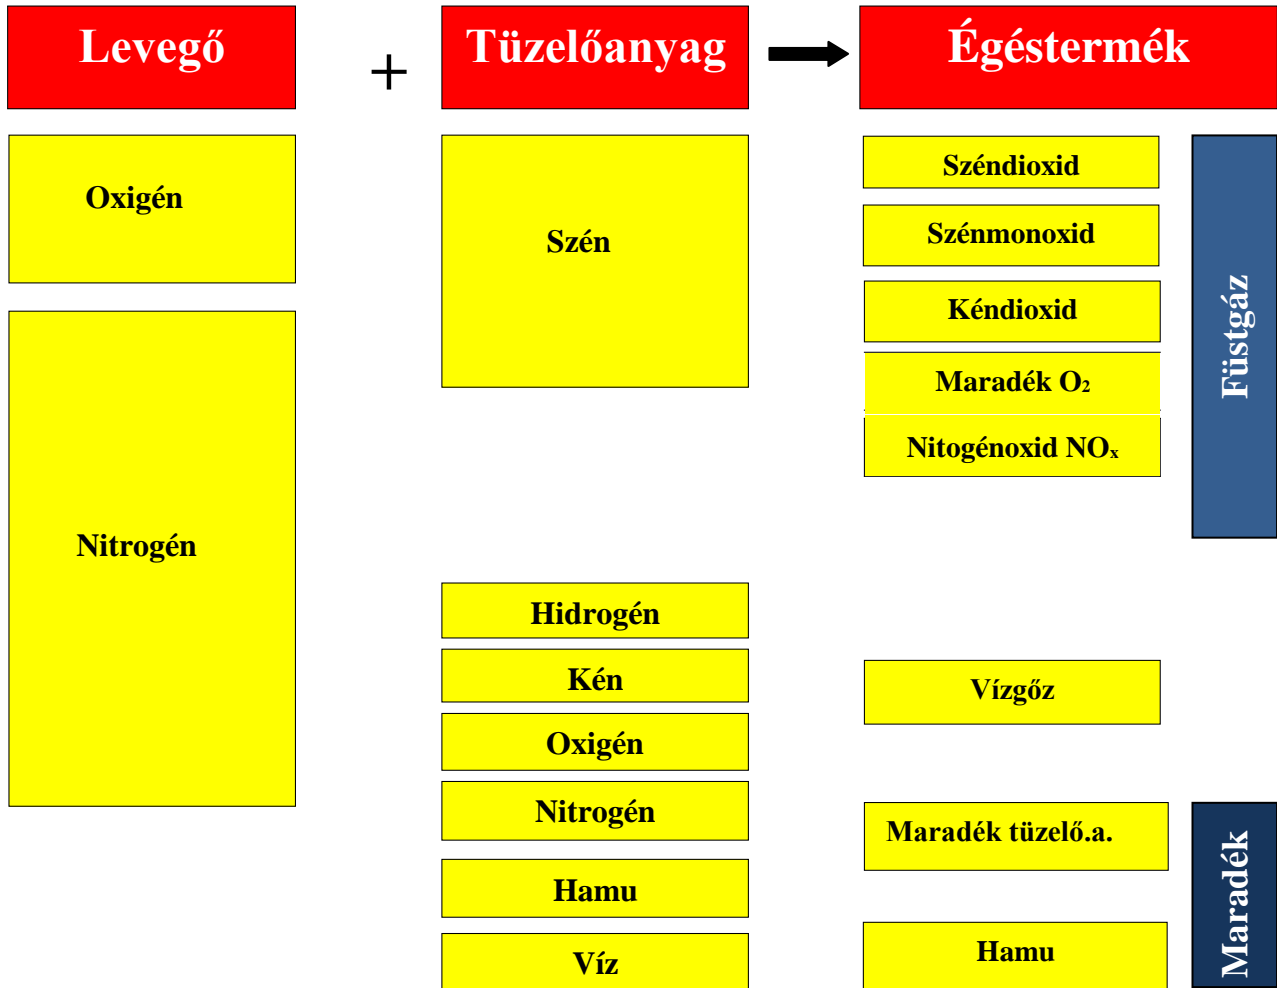 Levegő
+
Tüzelőanyag
Égéstermék
Oxigén
Nitrogén
Szén
Hidrogén
Kén
Oxigén
Nitrogén
Hamu
Víz
Széndioxid
Szénmonoxid
Kéndioxid
Maradék O₂
Nitogénoxid NOₓ
Vízgőz
Maradék tüzelő.a.
Hamu
Füstgáz
Maradék